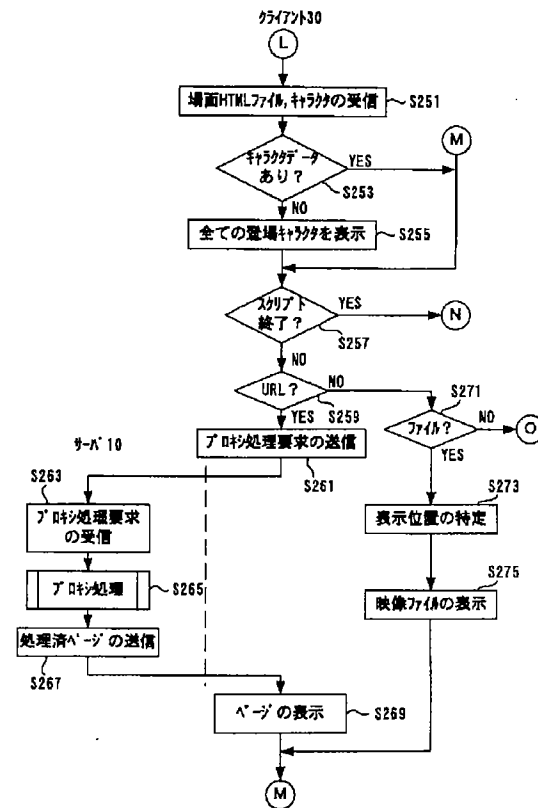 クライアント30
L
場面HTMLファイル,キャラクタの受信
S251
M
キャラクタデータ
あり?
YES
S253
NO
全ての登場キャラクタを表示
S255
スクリプト
終了?
YES
N
S257
NO
URL?
NO
S259
YES
S271
ファイル?
NO
O
YES
プロキシ処理要求の送信
S261
サーバ10
S263
プロキシ処理要求
の受信
S273
表示位置の特定
プロキシ処理
S265
S275
映像ファイルの表示
処理済ページの送信
S267
ページの表示
S269
M